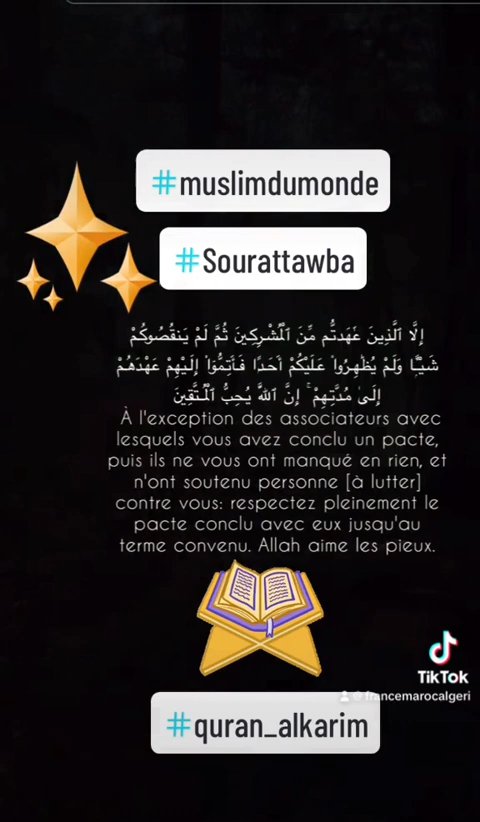 #muslimdumonde
#Sourattawba
إِلَّا ٱلَّذِينَ عَٰهَدتُّم مِّنَ ٱلْمُشْرِكِينَ ثُمَّ لَمْ يَنقُصُوكُمْ
شَيْـًٔا وَلَمْ يُظَٰهِرُوا۟ عَلَيْكُمْ أَحَدًا فَأَتِمُّوٓا۟ إِلَيْهِمْ عَهْدَهُمْ
إِلَىٰ مُدَّتِهِمْ ۚ إِنَّ ٱللَّهَ يُحِبُّ ٱلْمُتَّقِينَ
À l'exception des associateurs avec
lesquels vous avez conclu un pacte,
puis ils ne vous ont manqué en rien, et
n'ont soutenu personne [à lutter]
contre vous: respectez pleinement le
pacte conclu avec eux jusqu'au
terme convenu. Allah aime les pieux.
TikTok
@francemarocalgeri
#quran_alkarim